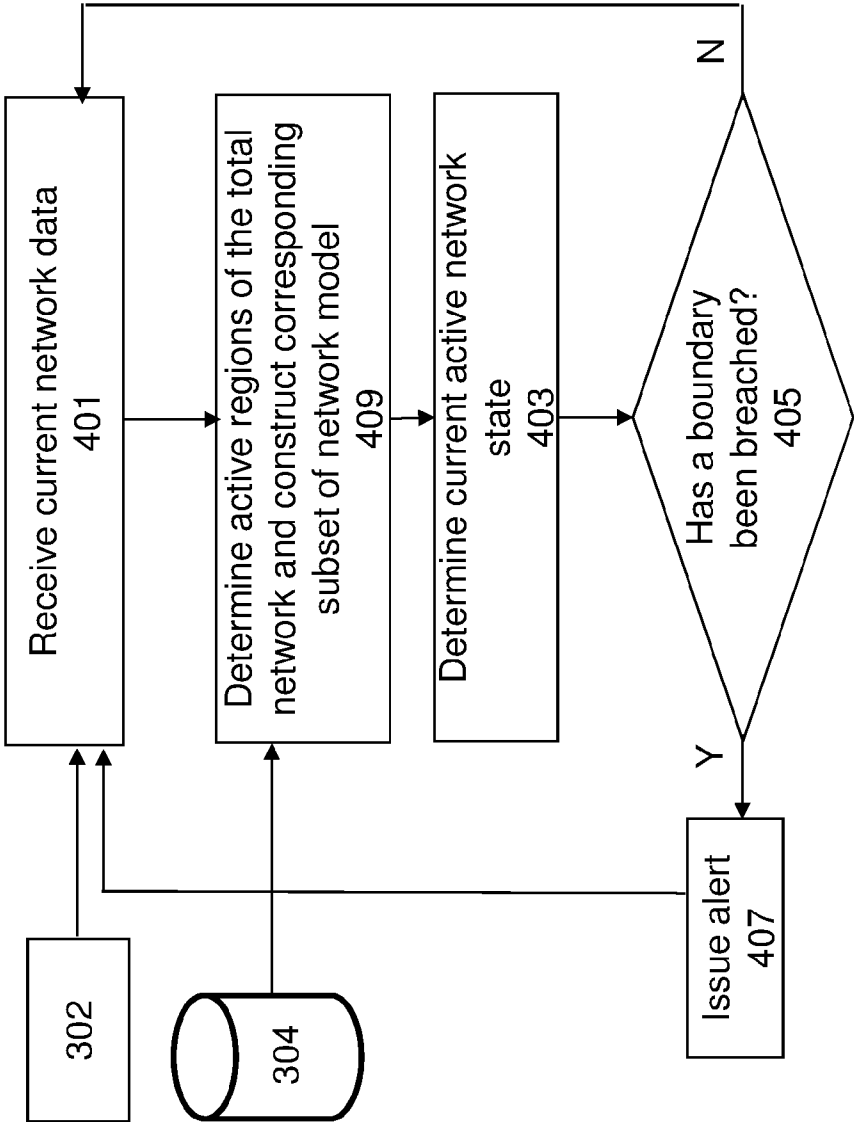 302
304
Receive current network data
401
Determine active regions of the total
network and construct corresponding
subset of network model
409
Determine current active network
state
403
Has a boundary
been breached?
405
Y
N
Issue alert
407